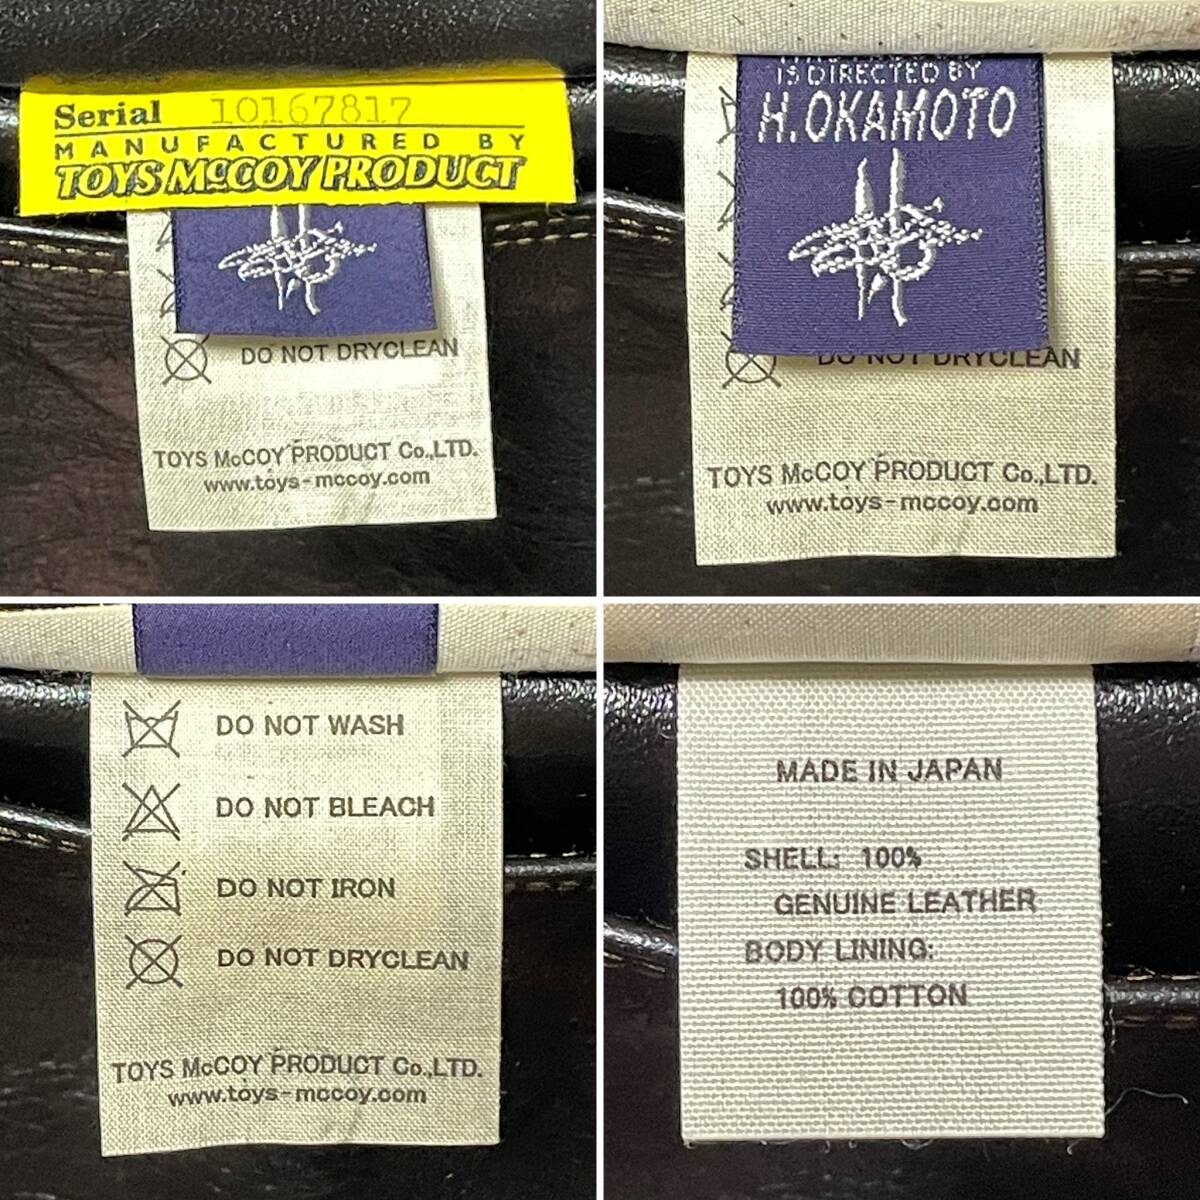 Serial 10167817
MANUFACTURED BY
TOYS McCOY PRODUCT
DO NOT DRYCLEAN
TOYS McCOY PRODUCT Co.,LTD.
www.toys-mccoy.com
IS DIRECTED BY
H.OKAMOTO
DO NOT DRYCLEAN
TOYS McCOY PRODUCT Co.,LTD.
www.toys-mccoy.com
DO NOT WASH
DO NOT BLEACH
DO NOT IRON
DO NOT DRYCLEAN
TOYS McCOY PRODUCT Co.,LTD.
www.toys-mccoy.com
MADE IN JAPAN
SHELL: 100%
GENUINE LEATHER
BODY LINING:
100% COTTON